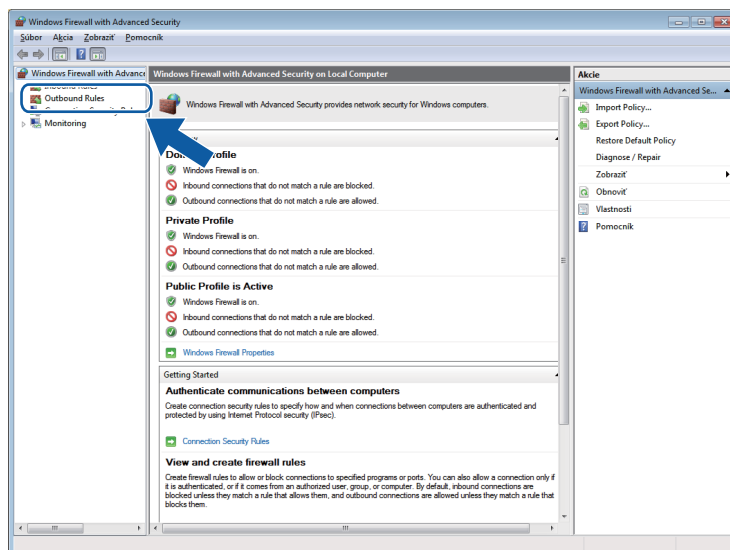 Windows Firewall with Advanced Security
Súbor Akcia Zobraziť Pomocník
Windows Firewall with Advance
Inbound Rules
Outbound Rules
Connection Security Rules
Monitoring
Windows Firewall with Advanced Security on Local Computer
Windows Firewall with Advanced Security provides network security for Windows computers.
Profile
Windows Firewall is on.
Inbound connections that do not match a rule are blocked.
Outbound connections that do not match a rule are allowed.
Private Profile
Windows Firewall is on.
Inbound connections that do not match a rule are blocked.
Outbound connections that do not match a rule are allowed.
Public Profile is Active
Windows Firewall is on.
Inbound connections that do not match a rule are blocked.
Outbound connections that do not match a rule are allowed.
Windows Firewall Properties
Getting Started
Authenticate communications between computers
Create connection security rules to specify how and when connections between computers are authenticated and
protected by using Internet Protocol security (IPsec).
Connection Security Rules
View and create firewall rules
Create firewall rules to allow or block connections to specified programs or ports. You can also allow a connection only if
it is authenticated, or if it comes from an authorized user, group, or computer. By default, inbound connections are
blocked unless they match a rule that allows them, and outbound connections are allowed unless they match a rule that
blocks them.
Akcie
Windows Firewall with Advanced Se...
Import Policy...
Export Policy...
Restore Default Policy
Diagnose / Repair
Zobraziť
Obnoviť
Vlastnosti
Pomocník